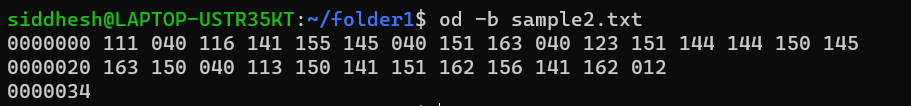 siddhesh@LAPTOP-USTR35KT:~/folder1$ od -b sample2.txt
0000000 111 040 116 141 155 145 040 151 163 040 123 151 144 144 150 145
0000020 163 150 040 113 150 141 151 162 156 141 162 012
0000034